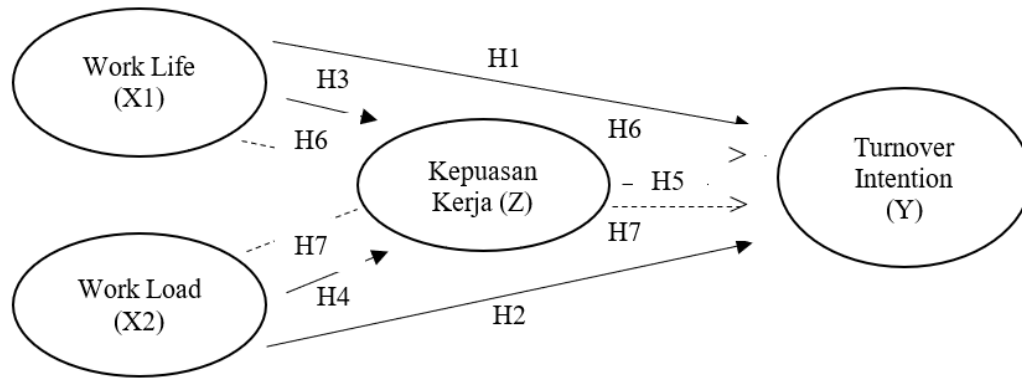 Work Life
(X1)
H1
H3
H6
H6
Kepuasan
Kerja (Z)
H5
Turnover
Intention
(Y)
H7
H7
Work Load
(X2)
H4
H2